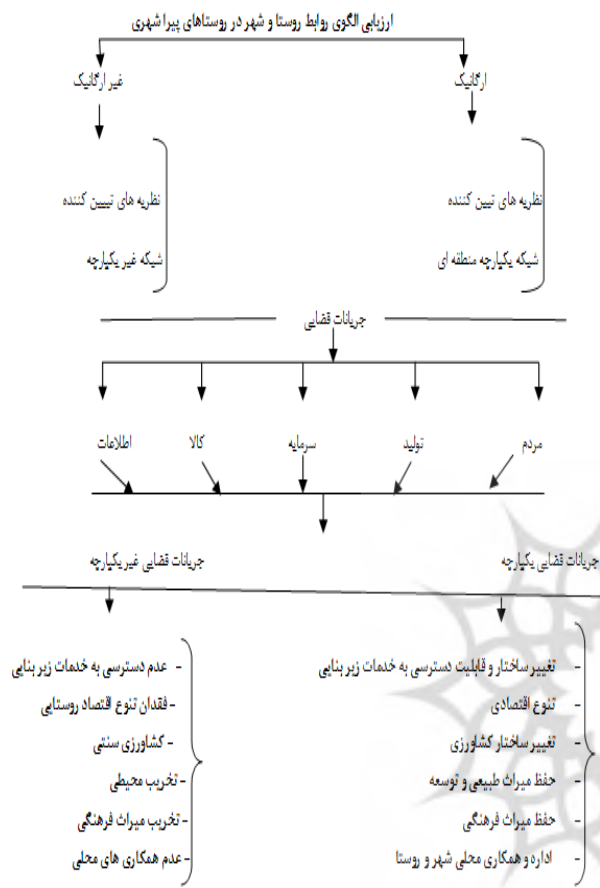 ارزیابی الگوی روابط روستا و شهر در روستاهای پیرا شهری
ارگانیک
غیر ارگانیک
نظریه های تبین کننده
نظریه های تبیین کننده
شبکه یکپارچه منطقه ای
شبکه غیر یکپارچه
جریانات فضایی
مردم
تولید
سرمایه
کالا
اطلاعات
جریانات فضایی یکپارچه
جریانات فضایی غیر یکپارچه
- تغییر ساختار و قابلیت دسترسی به خدمات زیر بنایی
- تنوع اقتصادی
- تغییر ساختار کشاورزی
- حفظ میراث طبیعی و توسعه
- حفظ میراث فرهنگی
- اداره و همکاری محلی شهر و روستا
- عدم دسترسی به خدمات زیر بنایی
- فقدان تنوع اقتصاد روستایی
- کشاورزی سنتی
- تخریب محیطی
- تخریب میراث فرهنگی
- عدم همکاری های محلی